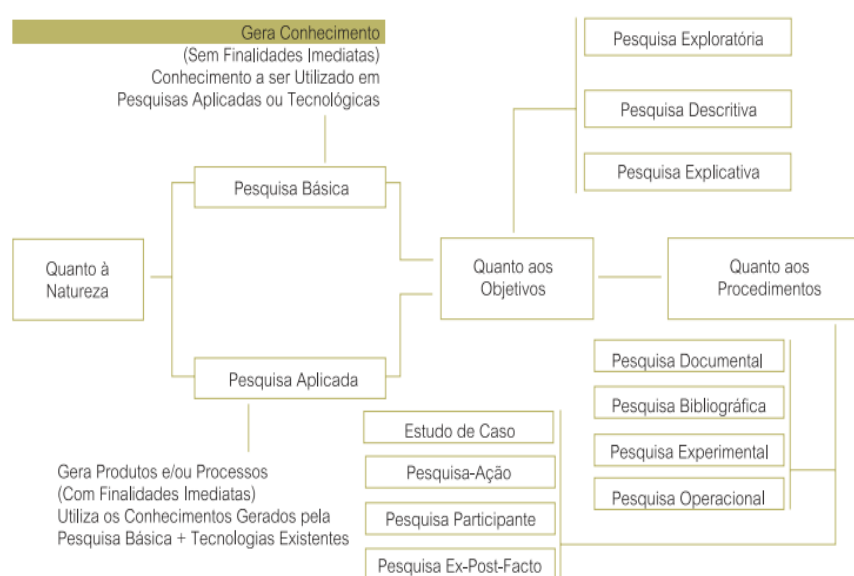 Gera Conhecimento
(Sem Finalidades Imediatas)
Conhecimento a ser Utilizado em
Pesquisas Aplicadas ou Tecnológicas
Pesquisa Exploratória
Pesquisa Descritiva
Pesquisa Explicativa
Pesquisa Básica
Quanto à
Natureza
Quanto aos
Objetivos
Quanto aos
Procedimentos
Pesquisa Aplicada
Pesquisa Documental
Pesquisa Bibliográfica
Pesquisa Experimental
Pesquisa Operacional
Estudo de Caso
Pesquisa-Ação
Pesquisa Participante
Pesquisa Ex-Post-Facto
Gera Produtos e/ou Processos
(Com Finalidades Imediatas)
Utiliza os Conhecimentos Gerados pela
Pesquisa Básica + Tecnologias Existentes